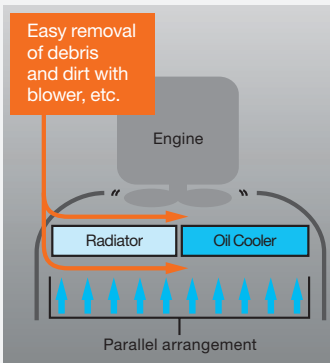 Easy removal
of debris
and dirt with
blower, etc.
Engine
Radiator
Oil Cooler
Parallel arrangement